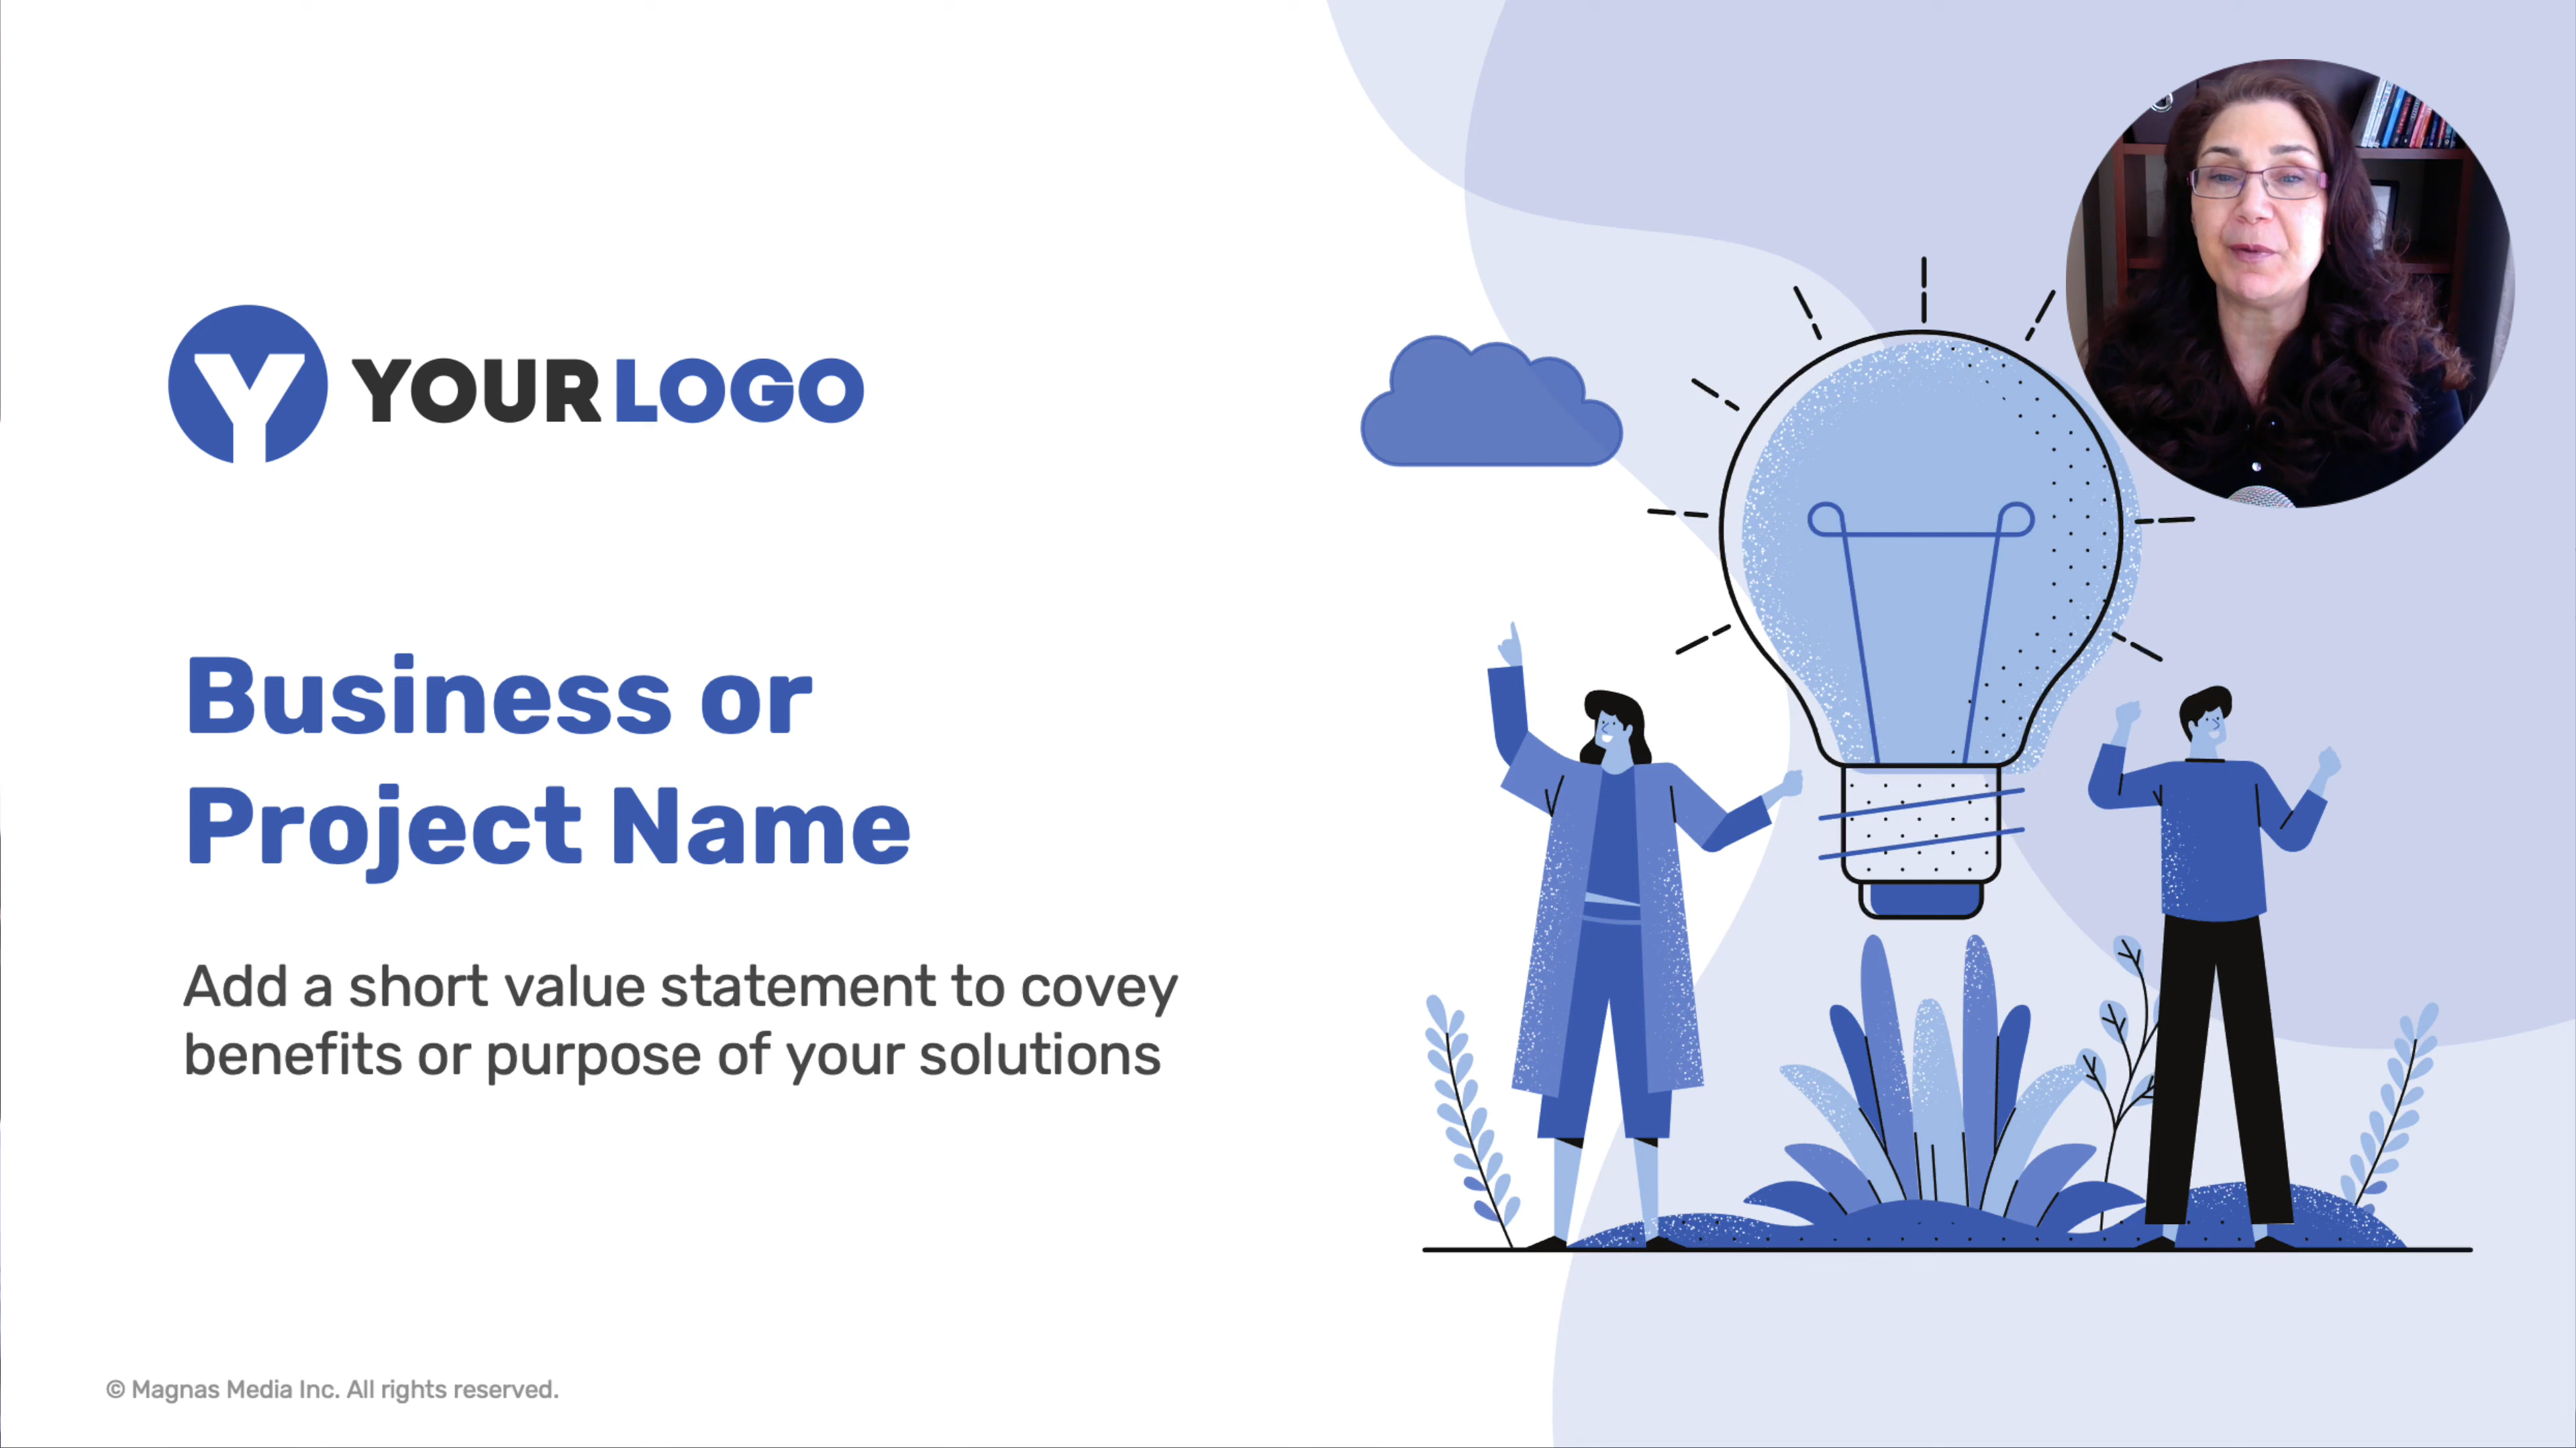 YOUR LOGO
Business or
Project Name
Add a short value statement to covey
benefits or purpose of your solutions
© Magnas Media Inc. All rights reserved.